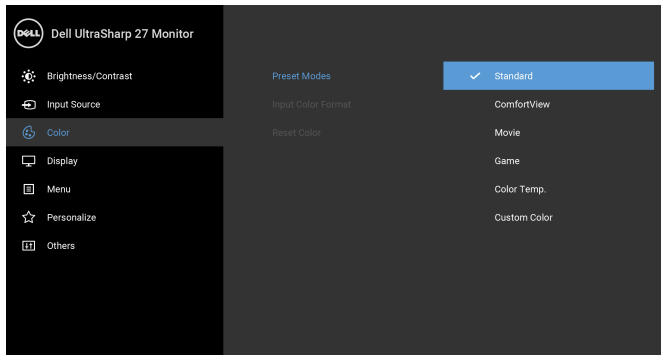 DELL Dell UltraSharp 27 Monitor
Brightness/Contrast Preset Modes Standard
Input Source Input Color Format ComfortView
Color Reset Color Movie
Display Game
Menu Color Temp.
Personalize Custom Color
Others